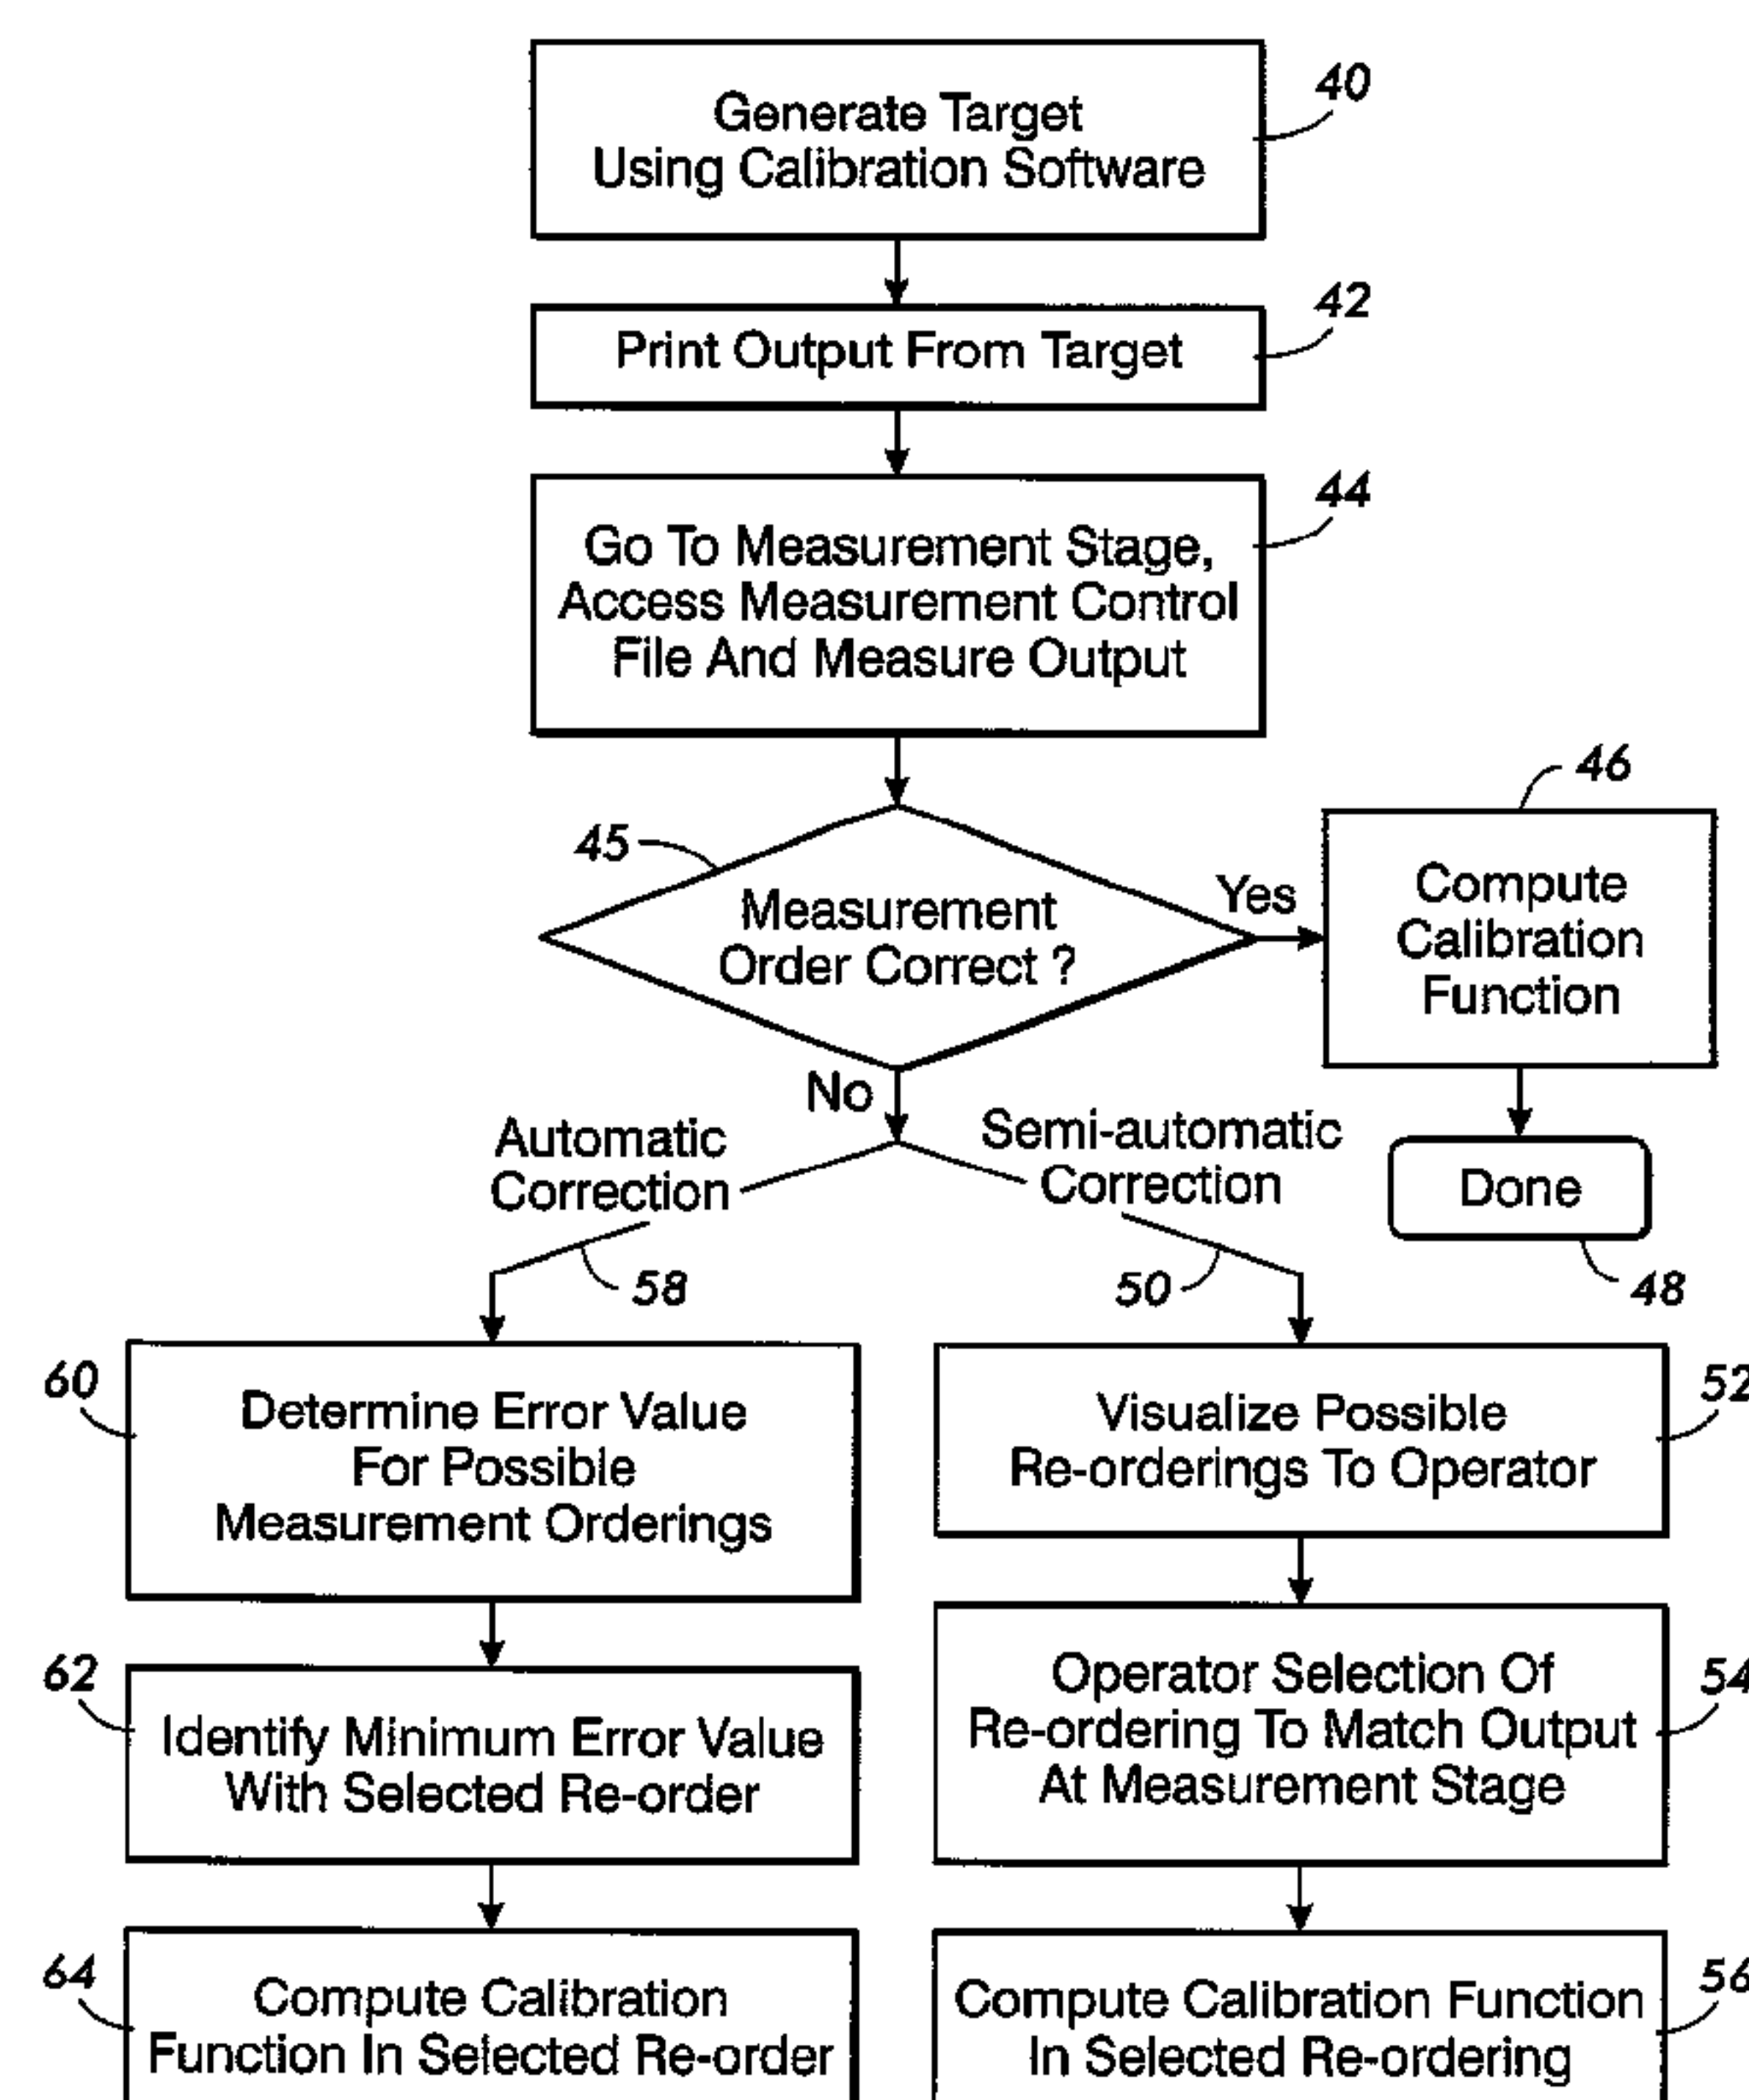 Generate Target
Using Calibration Software
40
Print Output From Target
42
Go To Measurement Stage,
Access Measurement Control
File And Measure Output
44
45
Measurement
Order Correct ?
Yes
46
Compute
Calibration
Function
Done
48
No
Automatic
Correction
58
Semi-automatic
Correction
50
60
Determine Error Value
For Possible
Measurement Orderings
62
Identify Minimum Error Value
With Selected Re-order
64
Compute Calibration
Function In Selected Re-order
Visualize Possible
Re-orderings To Operator
52
Operator Selection Of
Re-ordering To Match Output
At Measurement Stage
54
Compute Calibration Function
In Selected Re-ordering
56